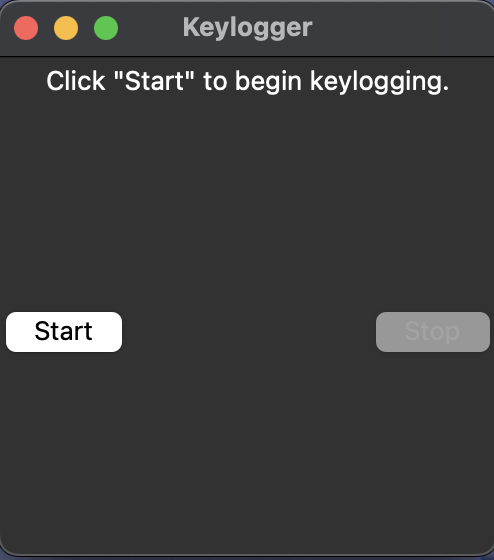 Keylogger
Click "Start" to begin keylogging.
Start
Stop